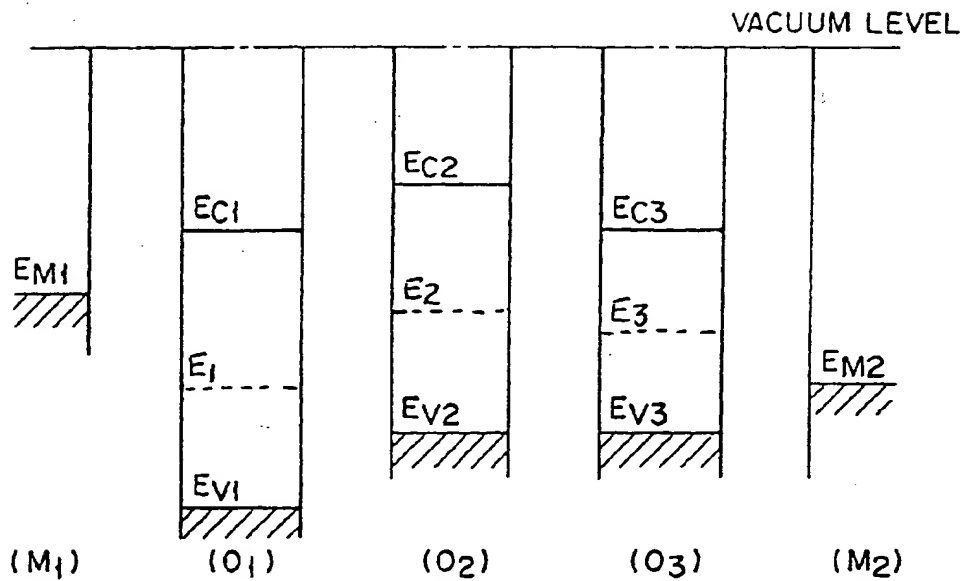 VACUUM LEVEL
EC2
EC1
EC3
EM1
E2
E3
E1
EM2
EV2
EV3
EV1
(M1)
(O1)
(O2)
(O3)
(M2)